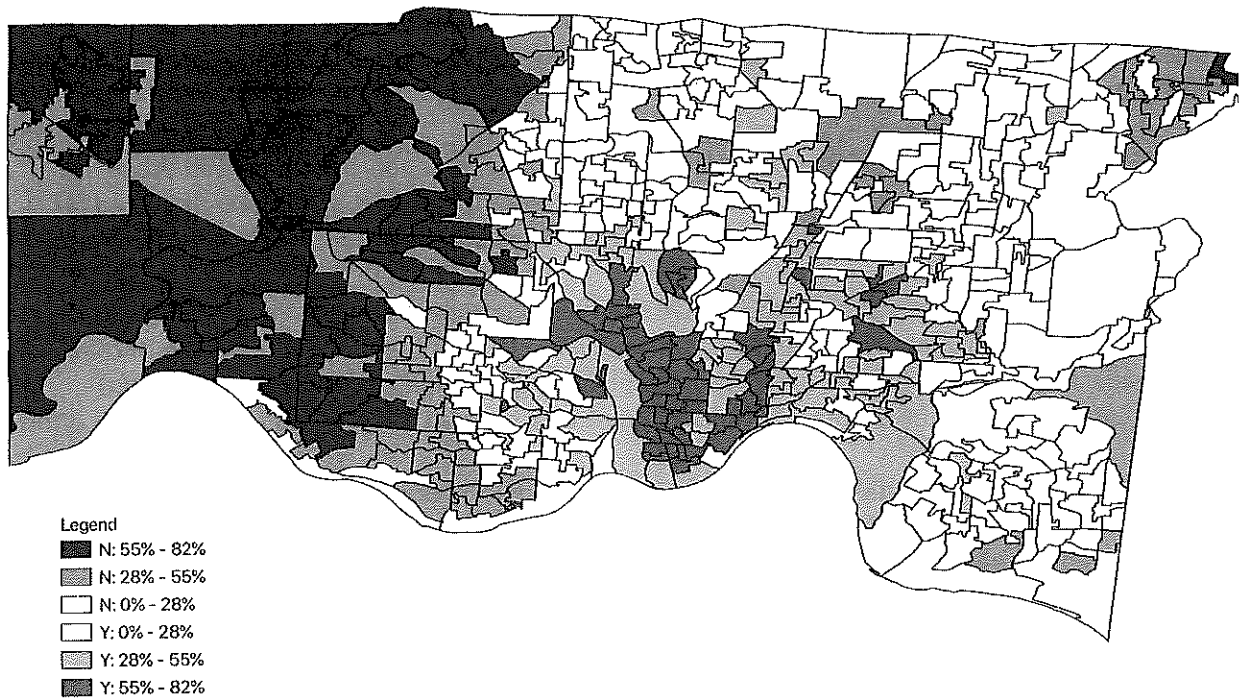 Legend
N: 55% - 82%
N: 28% - 55%
N: 0% - 28%
Y: 0% - 28%
Y: 28% - 55%
Y: 55% - 82%